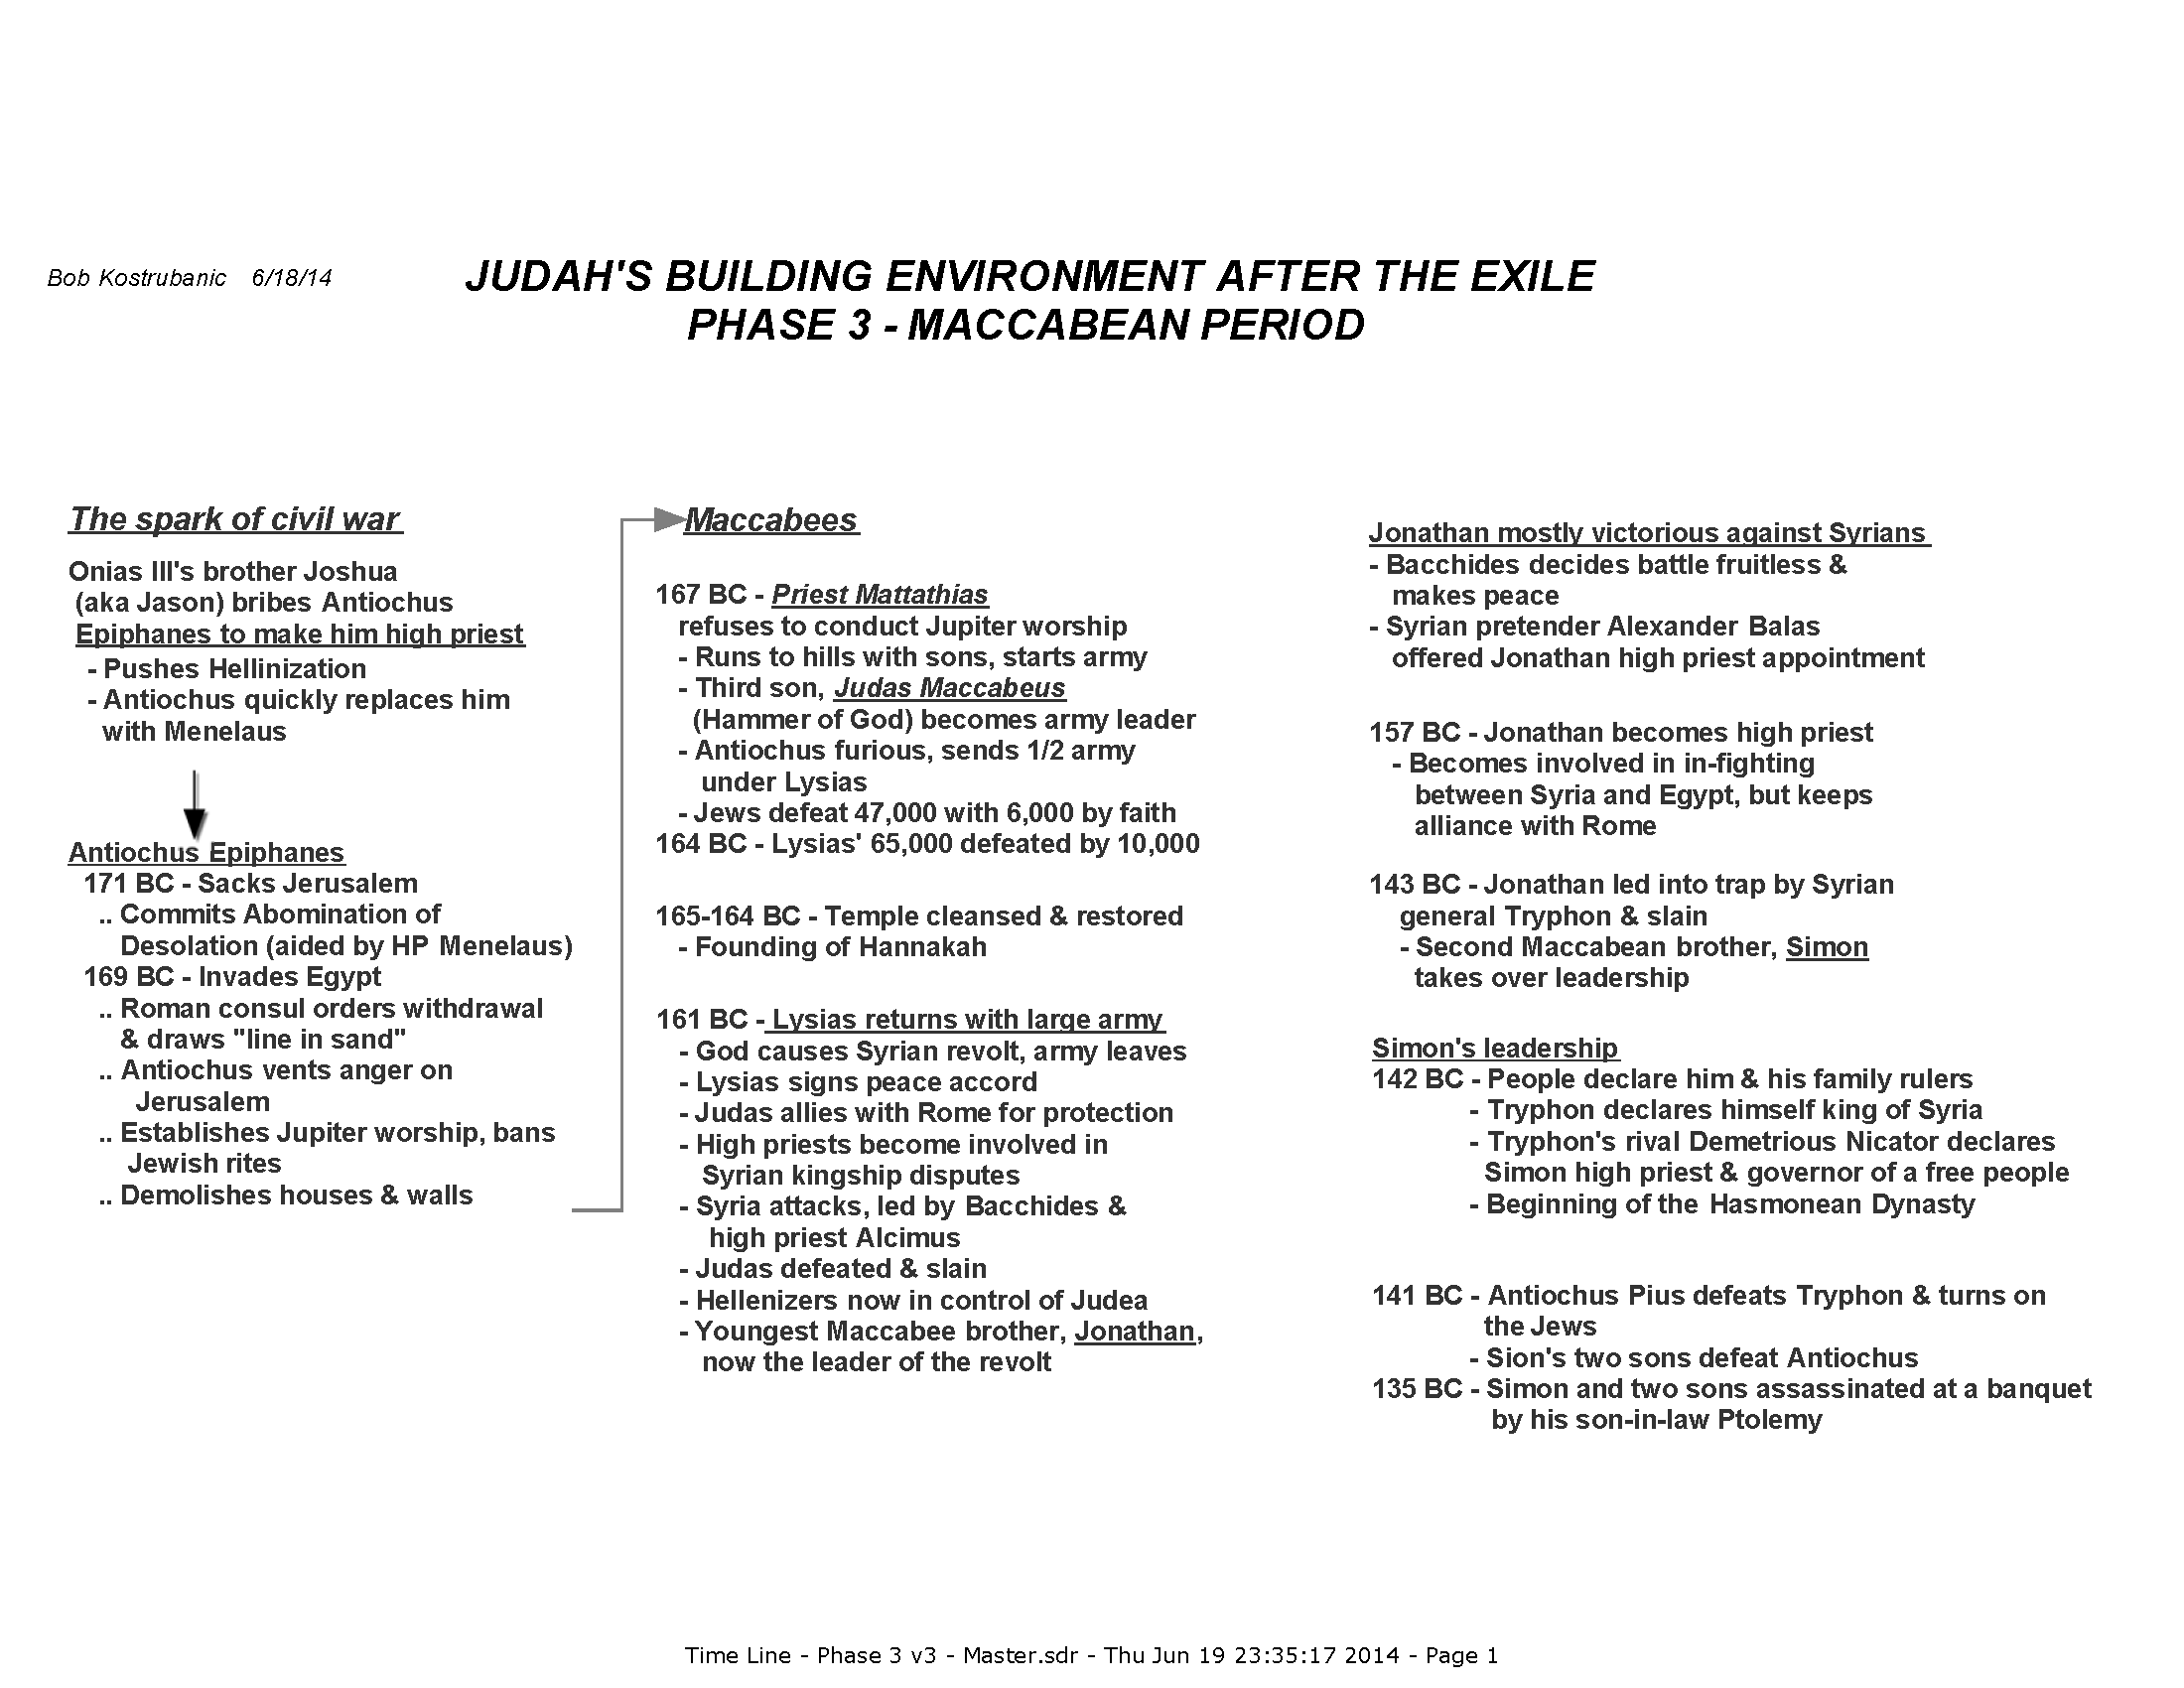 Bob Kostrubanic 6/18/14
JUDAH'S BUILDING ENVIRONMENT AFTER THE EXILE
PHASE 3 - MACCABEAN PERIOD
The spark of civil war
Onias III's brother Joshua
(aka Jason) bribes Antiochus
Epiphanes to make him high priest
- Pushes Hellinization
- Antiochus quickly replaces him
with Menelaus
Antiochus Epiphanes
171 BC - Sacks Jerusalem
.. Commits Abomination of
Desolation (aided by HP Menelaus)
169 BC - Invades Egypt
.. Roman consul orders withdrawal
& draws "line in sand"
.. Antiochus vents anger on
Jerusalem
.. Establishes Jupiter worship, bans
Jewish rites
.. Demolishes houses & walls
Maccabees
167 BC - Priest Mattathias
refuses to conduct Jupiter worship
- Runs to hills with sons, starts army
- Third son, Judas Maccabeus
(Hammer of God) becomes army leader
- Antiochus furious, sends 1/2 army
under Lysias
- Jews defeat 47,000 with 6,000 by faith
164 BC - Lysias' 65,000 defeated by 10,000
165-164 BC - Temple cleansed & restored
- Founding of Hannakah
161 BC - Lysias returns with large army
- God causes Syrian revolt, army leaves
- Lysias signs peace accord
- Judas allies with Rome for protection
- High priests become involved in
Syrian kingship disputes
- Syria attacks, led by Bacchides &
high priest Alcimus
- Judas defeated & slain
- Hellenizers now in control of Judea
- Youngest Maccabee brother, Jonathan,
now the leader of the revolt
Jonathan mostly victorious against Syrians
- Bacchides decides battle fruitless &
makes peace
- Syrian pretender Alexander Balas
offered Jonathan high priest appointment
157 BC - Jonathan becomes high priest
- Becomes involved in in-fighting
between Syria and Egypt, but keeps
alliance with Rome
143 BC - Jonathan led into trap by Syrian
general Tryphon & slain
- Second Maccabean brother, Simon
takes over leadership
Simon's leadership
142 BC - People declare him & his family rulers
- Tryphon declares himself king of Syria
- Tryphon's rival Demetrious Nicator declares
Simon high priest & governor of a free people
- Beginning of the Hasmonean Dynasty
141 BC - Antiochus Pius defeats Tryphon & turns on
the Jews
- Sion's two sons defeat Antiochus
135 BC - Simon and two sons assassinated at a banquet
by his son-in-law Ptolemy
Time Line - Phase 3 v3 - Master.sdr - Thu Jun 19 23:35:17 2014 - Page 1